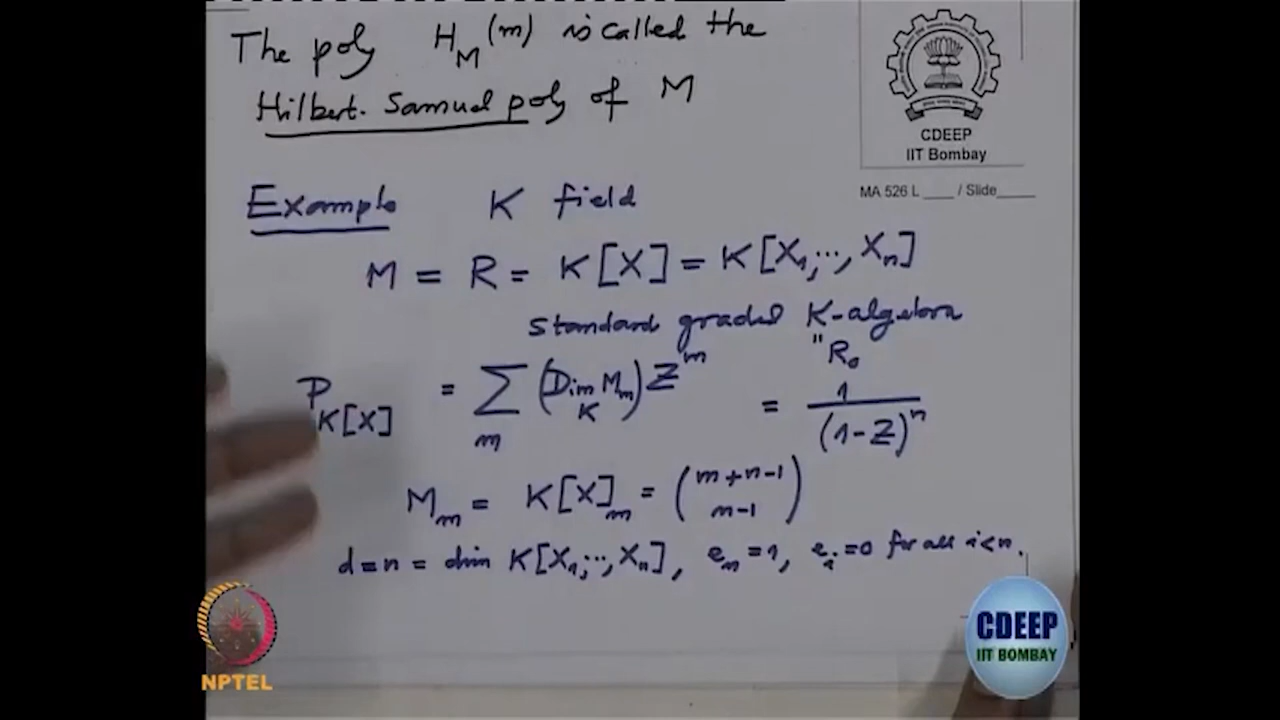 The poly H_M(m) is called the
Hilbert-Samuel poly of M
CDEEP
IIT Bombay
MA 526 L ____ / Slide____
Example K field
M = R = K[X] = K[X_1,...,X_n]
standard graded K-algebra
" R_0
P_K[X] = ∑_m (Dim_K M_m) Z^m = 1/(1-Z)^n
M_m = K[X]_m = (m+n-1 n-1)
d=n = dim K[X_1,...,X_n], e_n=1, e_i=0 for all i<n.
CDEEP
IIT BOMBAY
NPTEL